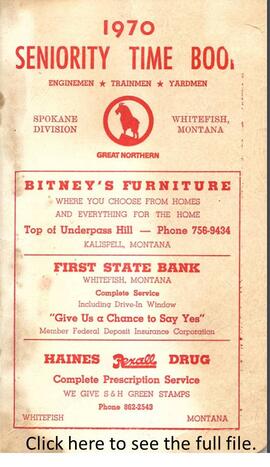 1970
SENIORITY TIME BOO
ENGINEMEN ★ TRAINMEN ★ YARDMEN
SPOKANE DIVISION
WHITEFISH, MONTANA
GREAT NORTHERN
BITNEY'S FURNITURE
WHERE YOU CHOOSE FROM HOMES
AND EVERYTHING FOR THE HOME
Top of Underpass Hill — Phone 756-9434
KALISPELL, MONTANA
FIRST STATE BANK
WHITEFISH, MONTANA
Complete Service
Including Drive-In Window
"Give Us a Chance to Say Yes"
Member Federal Deposit Insurance Corporation
HAINES Rexall DRUG
Complete Prescription Service
WE GIVE S & H GREEN STAMPS
Phone 862-2543
WHITEFISH MONTANA
Click here to see the full file.